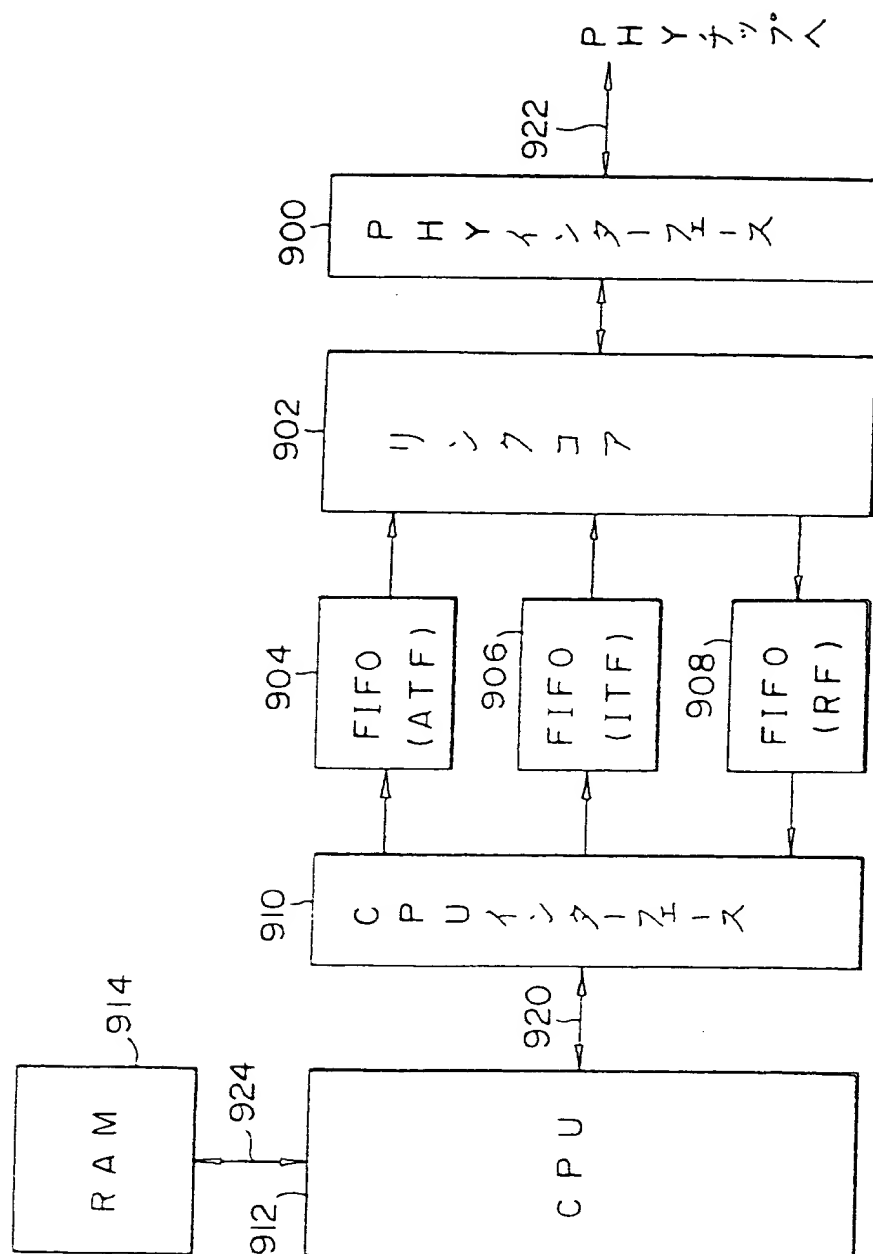 PHYチップへ
922
900
PHYインターフェース
902
リンクコア
904
FIFO
(ATF)
906
FIFO
(ITF)
908
FIFO
(RF)
910
CPUインターフェース
920
914
RAM
924
912
CPU